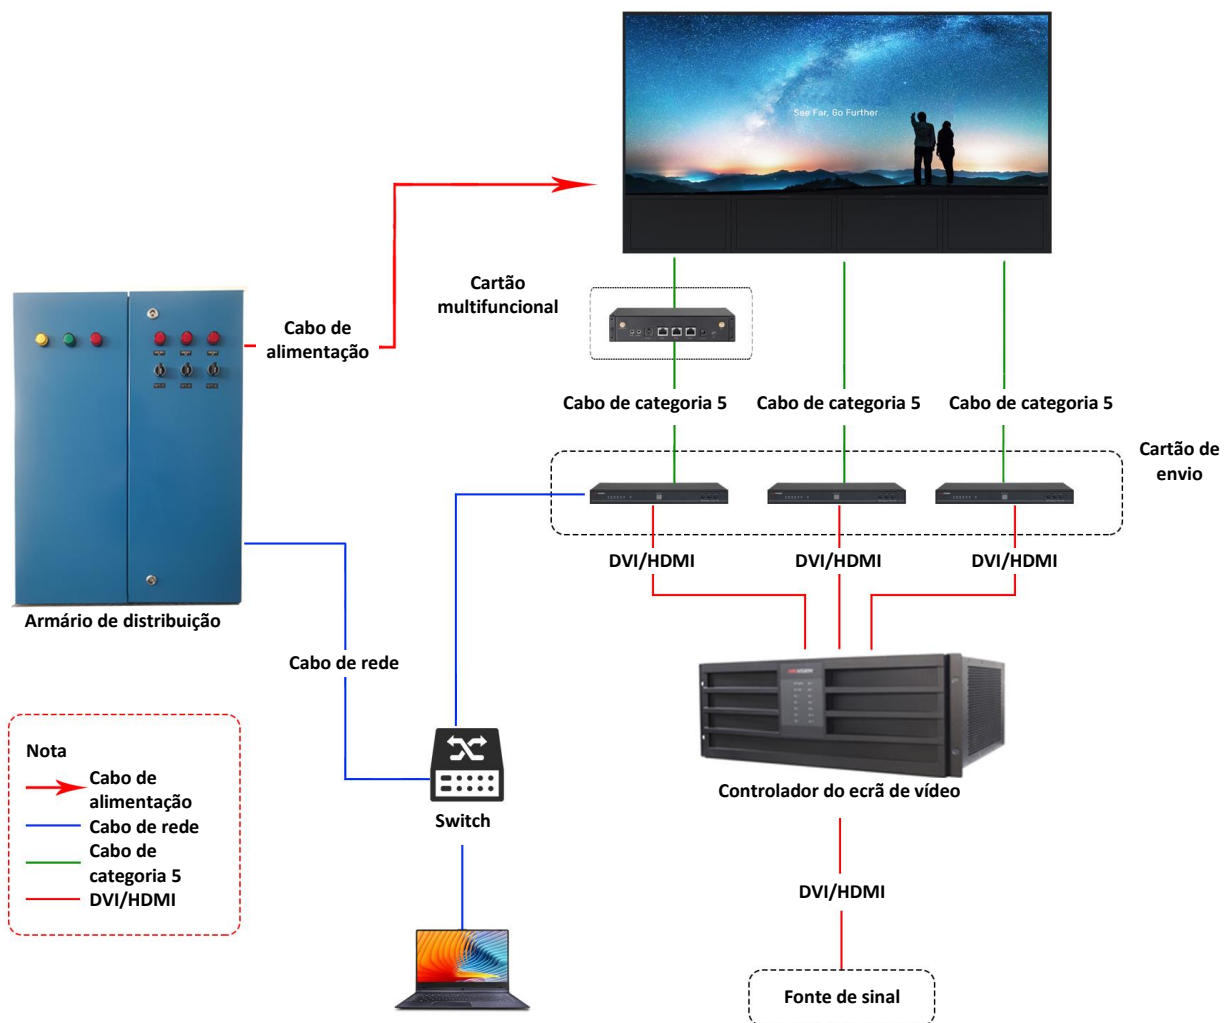 See Far, Go Further
Cartão
multifuncional
Cabo de
alimentação
Cabo de categoria 5
Cabo de categoria 5
Cabo de categoria 5
Cartão de
envio
DVI/HDMI
DVI/HDMI
DVI/HDMI
Armário de distribuição
Cabo de rede
HIKVISION
Nota
Cabo de
alimentação
Cabo de rede
Cabo de
categoria 5
DVI/HDMI
Switch
Controlador do ecrã de vídeo
DVI/HDMI
Fonte de sinal